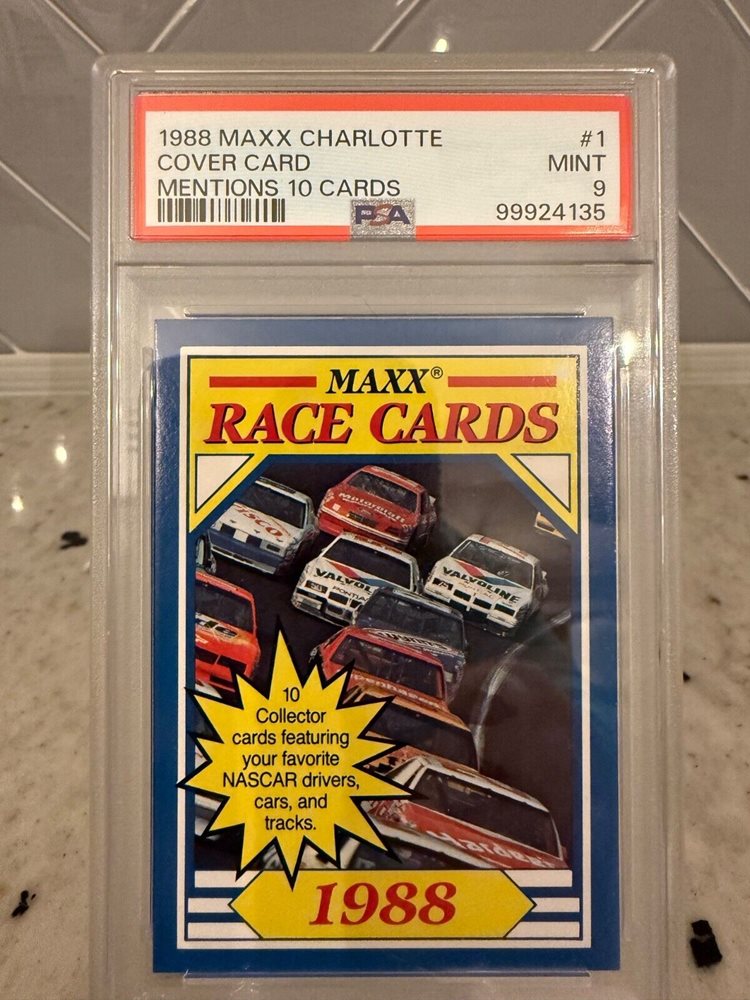 1988 MAXX CHARLOTTE #1
COVER CARD MINT
MENTIONS 10 CARDS 9
PSA 99924135
MAXX®
RACE CARDS
Motorcraft
VALVOLINE
PONTIAC
VALVOLINE
Hardee's
10
Collector
cards featuring
your favorite
NASCAR drivers,
cars, and
tracks.
1988